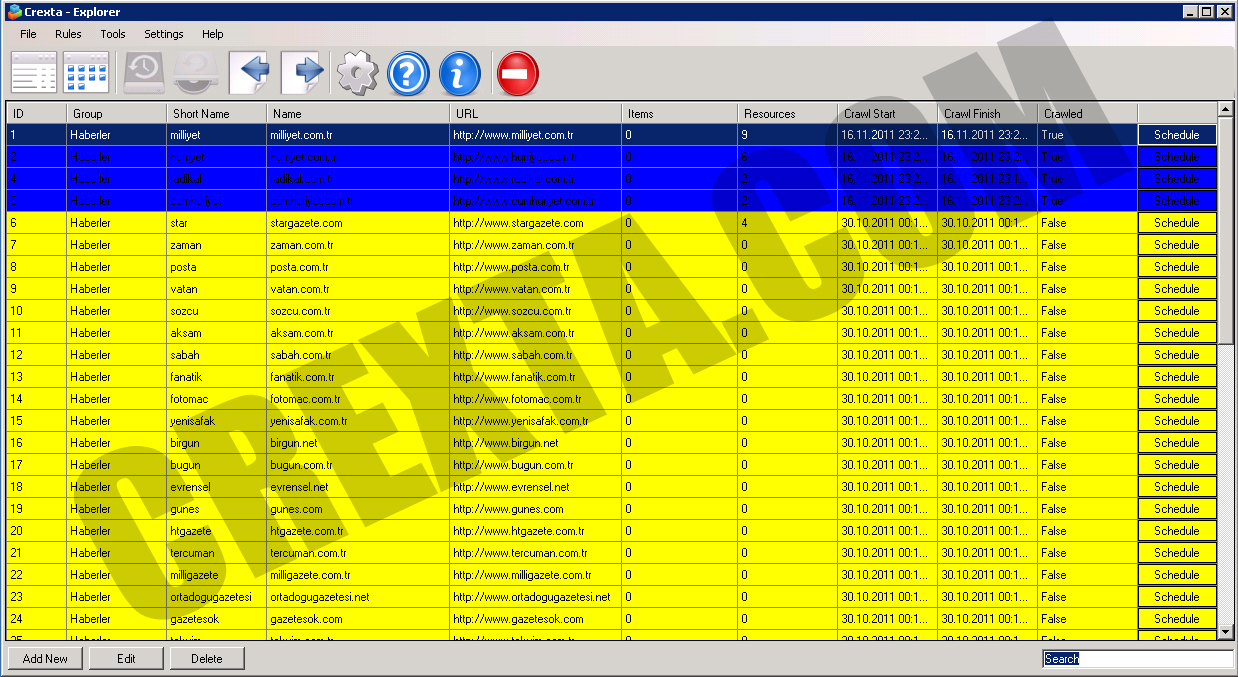 Crexta - Explorer
File Rules Tools Settings Help
ID Group Short Name Name URL Items Resources Crawl Start Crawl Finish Crawled
1 Haberler milliyet milliyet.com.tr http://www.milliyet.com.tr 0 9 16.11.2011 23:2... 16.11.2011 23:2... True Schedule
2 Haberler hurriyet hurriyet.com.tr http://www.hurriyet.com.tr 0 6 16.11.2011 23:2... 16.11.2011 23:2... True Schedule
4 Haberler radikal radikal.com.tr http://www.radikal.com.tr 0 2 16.11.2011 23:2... 16.11.2011 23:2... True Schedule
Haberler cumhuriyet cumhuriyet.com.tr http://www.cumhuriyet.com.tr 0 2 16.11.2011 23:2... 16.11.2011 23:2... True Schedule
6 Haberler star stargazete.com http://www.stargazete.com 0 4 30.10.2011 00:1... 30.10.2011 00:1... False Schedule
7 Haberler zaman zaman.com.tr http://www.zaman.com.tr 0 0 30.10.2011 00:1... 30.10.2011 00:1... False Schedule
8 Haberler posta posta.com.tr http://www.posta.com.tr 0 0 30.10.2011 00:1... 30.10.2011 00:1... False Schedule
9 Haberler vatan vatan.com.tr http://www.vatan.com.tr 0 0 30.10.2011 00:1... 30.10.2011 00:1... False Schedule
10 Haberler sozcu sozcu.com.tr http://www.sozcu.com.tr 0 0 30.10.2011 00:1... 30.10.2011 00:1... False Schedule
11 Haberler aksam aksam.com.tr http://www.aksam.com.tr 0 0 30.10.2011 00:1... 30.10.2011 00:1... False Schedule
12 Haberler sabah sabah.com.tr http://www.sabah.com.tr 0 0 30.10.2011 00:1... 30.10.2011 00:1... False Schedule
13 Haberler fanatik fanatik.com.tr http://www.fanatik.com.tr 0 0 30.10.2011 00:1... 30.10.2011 00:1... False Schedule
14 Haberler fotomac fotomac.com.tr http://www.fotomac.com.tr 0 0 30.10.2011 00:1... 30.10.2011 00:1... False Schedule
15 Haberler yenisafak yenisafak.com.tr http://www.yenisafak.com.tr 0 0 30.10.2011 00:1... 30.10.2011 00:1... False Schedule
16 Haberler birgun birgun.net http://www.birgun.net 0 0 30.10.2011 00:1... 30.10.2011 00:1... False Schedule
17 Haberler bugun bugun.com.tr http://www.bugun.com.tr 0 0 30.10.2011 00:1... 30.10.2011 00:1... False Schedule
18 Haberler evrensel evrensel.net http://www.evrensel.net 0 0 30.10.2011 00:1... 30.10.2011 00:1... False Schedule
19 Haberler gunes gunes.com http://www.gunes.com 0 0 30.10.2011 00:1... 30.10.2011 00:1... False Schedule
20 Haberler htgazete htgazete.com.tr http://www.htgazete.com.tr 0 0 30.10.2011 00:1... 30.10.2011 00:1... False Schedule
21 Haberler tercuman tercuman.com.tr http://www.tercuman.com.tr 0 0 30.10.2011 00:1... 30.10.2011 00:1... False Schedule
22 Haberler milligazete milligazete.com.tr http://www.milligazete.com.tr 0 0 30.10.2011 00:1... 30.10.2011 00:1... False Schedule
23 Haberler ortadogugazetesi ortadogugazetesi.net http://www.ortadogugazetesi.net 0 0 30.10.2011 00:1... 30.10.2011 00:1... False Schedule
24 Haberler gazetesok gazetesok.com http://www.gazetesok.com 0 0 30.10.2011 00:1... 30.10.2011 00:1... False Schedule
Add New Edit Delete Search
CREXTA.COM